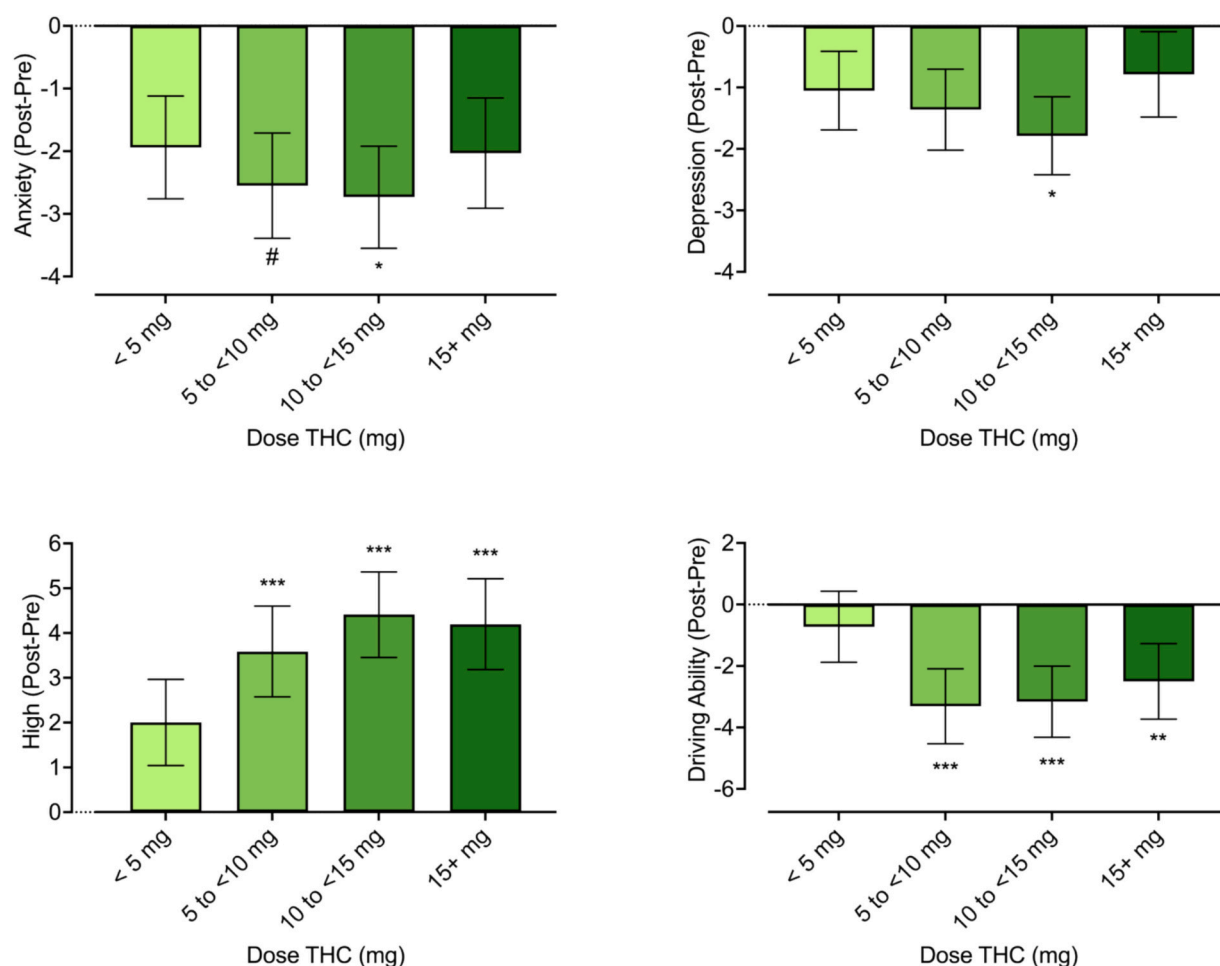 Anxiety (Post-Pre)
0
-1
-2
-3
-4
#
*
< 5 mg
5 to <10 mg
10 to <15 mg
15+ mg
Dose THC (mg)
Depression (Post-Pre)
0
-1
-2
-3
-4
*
< 5 mg
5 to <10 mg
10 to <15 mg
15+ mg
Dose THC (mg)
High (Post-Pre)
6
5
4
3
2
1
0
***
***
***
< 5 mg
5 to <10 mg
10 to <15 mg
15+ mg
Dose THC (mg)
Driving Ability (Post-Pre)
2
0
-2
-4
-6
***
***
**
< 5 mg
5 to <10 mg
10 to <15 mg
15+ mg
Dose THC (mg)